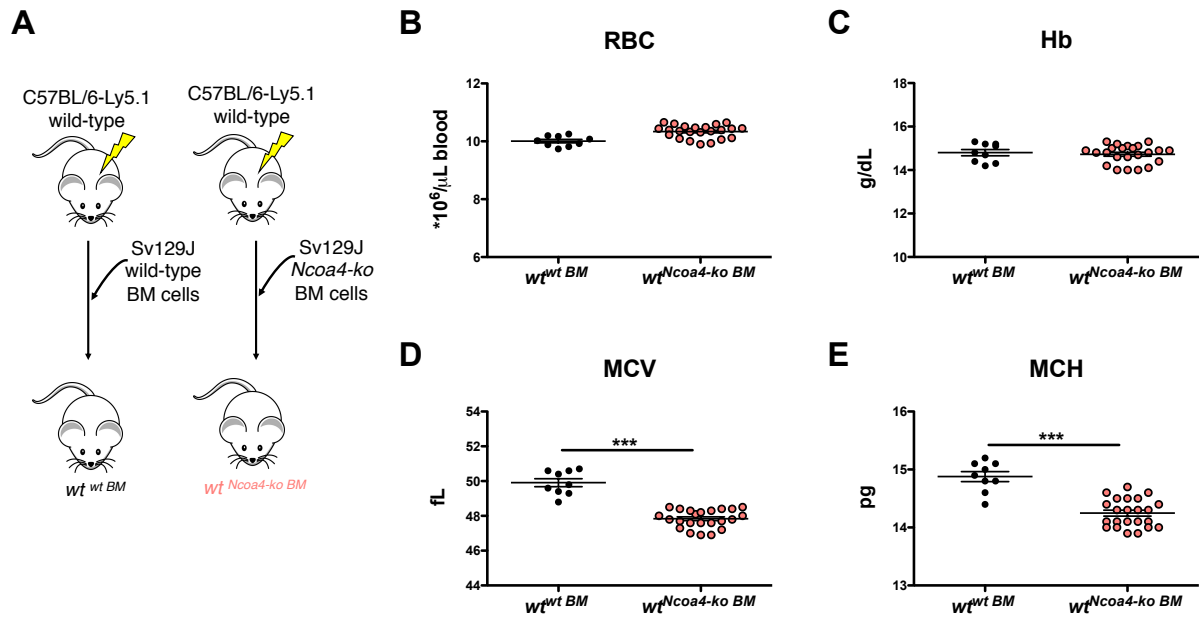 A
C57BL/6-Ly5.1
wild-type
C57BL/6-Ly5.1
wild-type
Sv129J
wild-type
BM cells
Sv129J
Ncoa4-ko
BM cells
wt wt BM
wt Ncoa4-ko BM
B
RBC
*10⁶/μL blood
12
10
8
6
wt wt BM
wt Ncoa4-ko BM
C
Hb
g/dL
18
16
14
12
10
wt wt BM
wt Ncoa4-ko BM
D
MCV
fL
54
52
50
48
46
44
***
wt wt BM
wt Ncoa4-ko BM
E
MCH
pg
16
15
14
13
***
wt wt BM
wt Ncoa4-ko BM